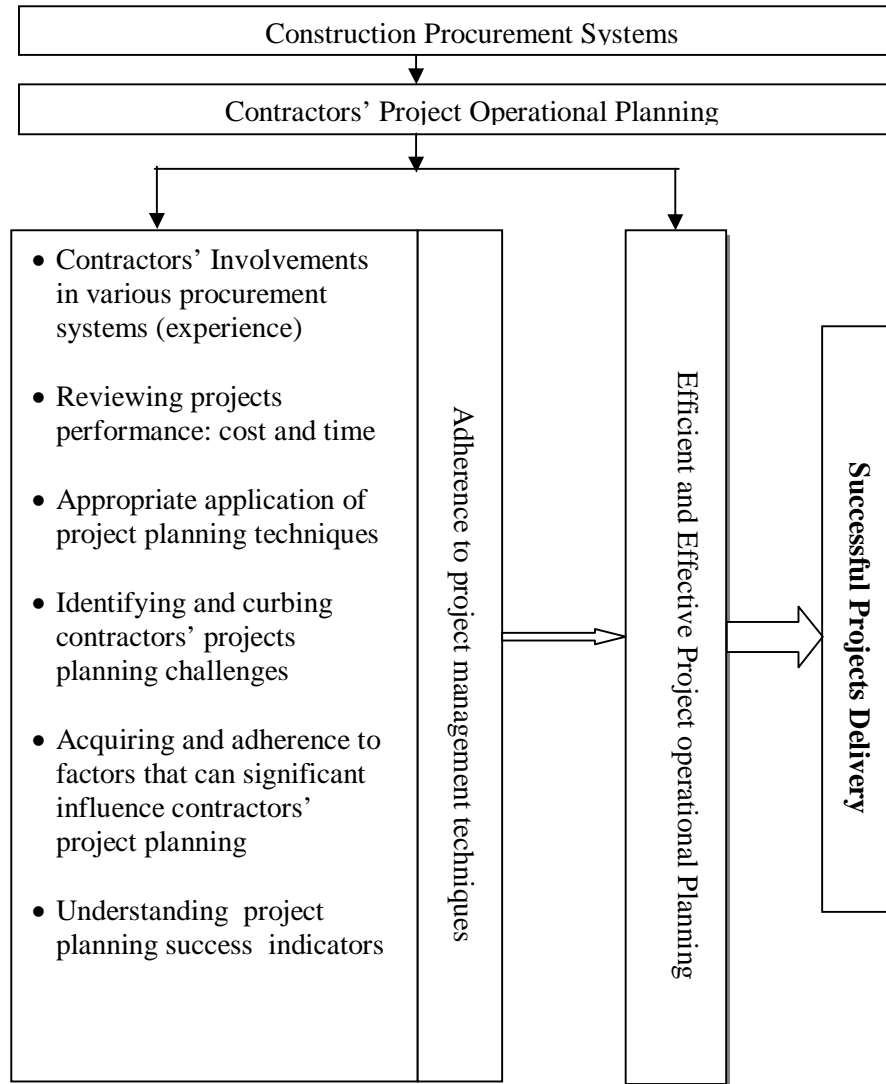 Construction Procurement Systems
Contractors’ Project Operational Planning
• Contractors’ Involvements
in various procurement
systems (experience)
• Reviewing projects
performance: cost and time
• Appropriate application of
project planning techniques
• Identifying and curbing
contractors’ projects
planning challenges
• Acquiring and adherence to
factors that can significant
influence contractors’
project planning
• Understanding project
planning success indicators
Adherence to project management techniques
Efficient and Effective Project operational Planning
Successful Projects Delivery